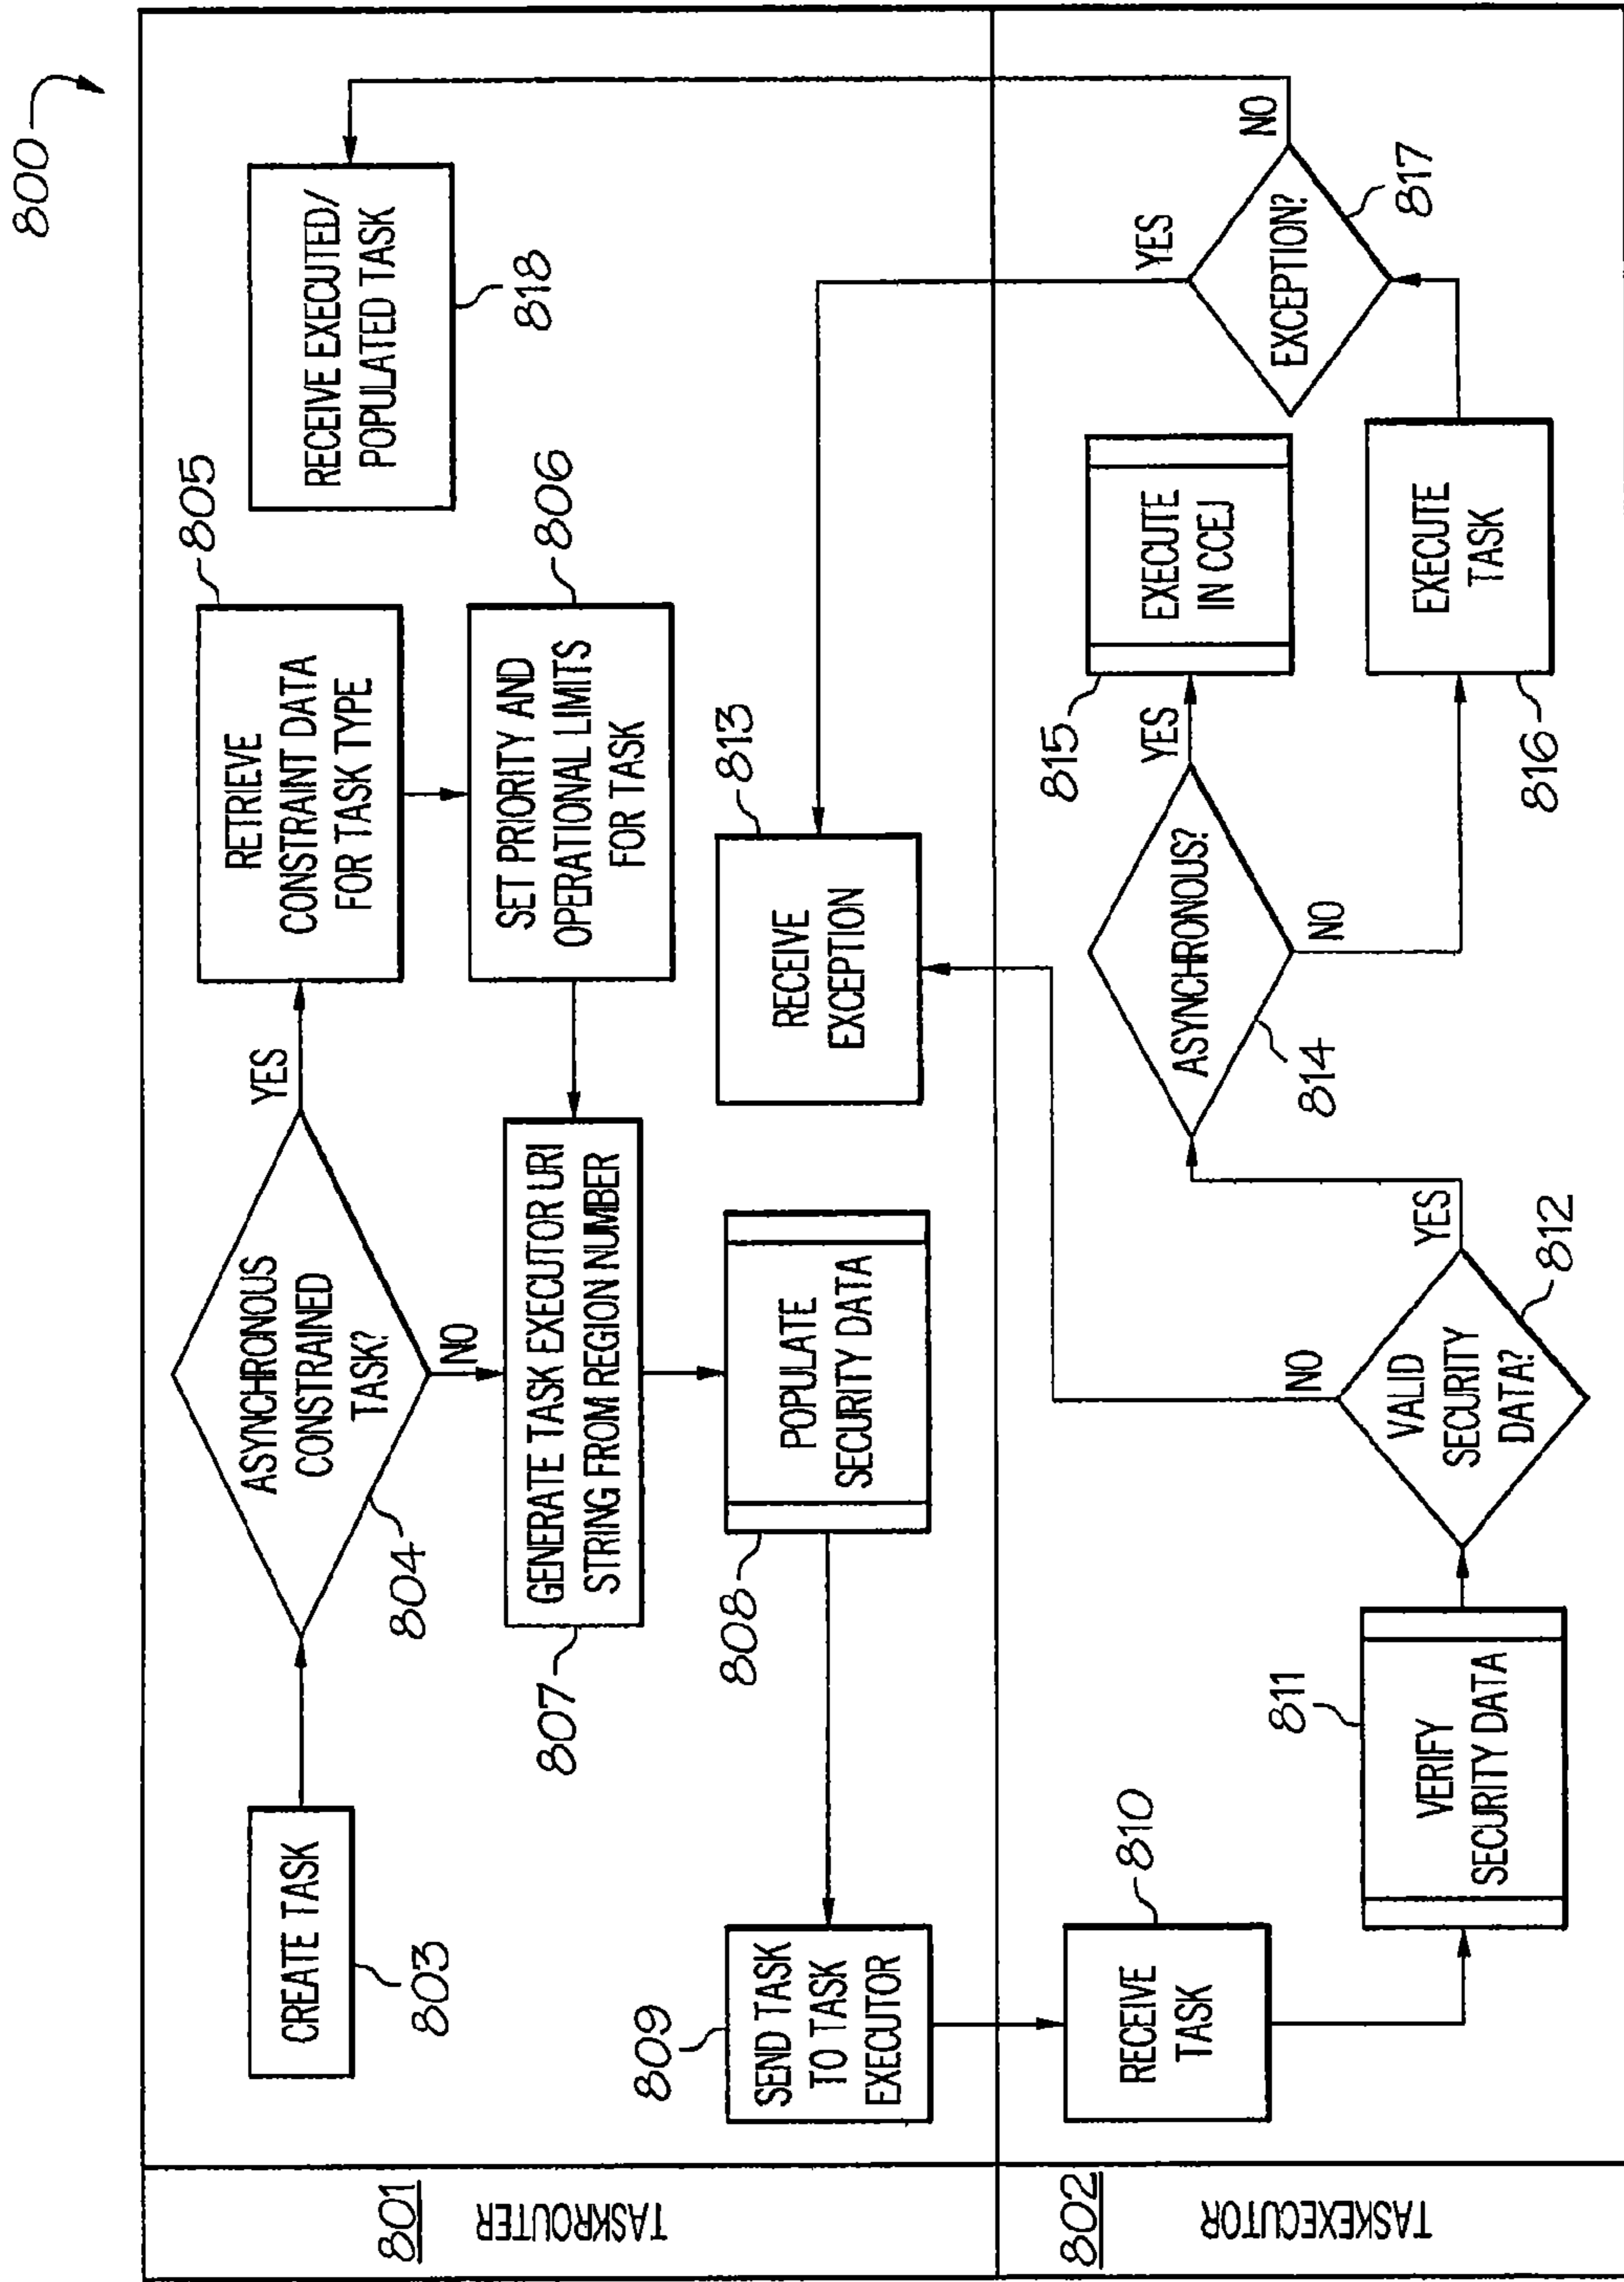 800
801
TASKROUTER
CREATE TASK
803
ASYNCHRONOUS
CONSTRAINED
TASK?
804
YES
NO
RETRIEVE
CONSTRAINT DATA
FOR TASK TYPE
805
SET PRIORITY AND
OPERATIONAL LIMITS
FOR TASK
806
GENERATE TASK EXECUTOR URI
STRING FROM REGION NUMBER
807
POPULATE
SECURITY DATA
808
SEND TASK
TO TASK
EXECUTOR
809
RECEIVE
EXCEPTION
813
RECEIVE EXECUTED/
POPULATED TASK
818
802
TASKEXECUTOR
RECEIVE
TASK
810
VERIFY
SECURITY DATA
811
VALID
SECURITY
DATA?
812
NO
YES
ASYNCHRONOUS?
814
YES
NO
EXECUTE
IN CCEJ
815
EXECUTE
TASK
816
EXCEPTION?
817
YES
NO